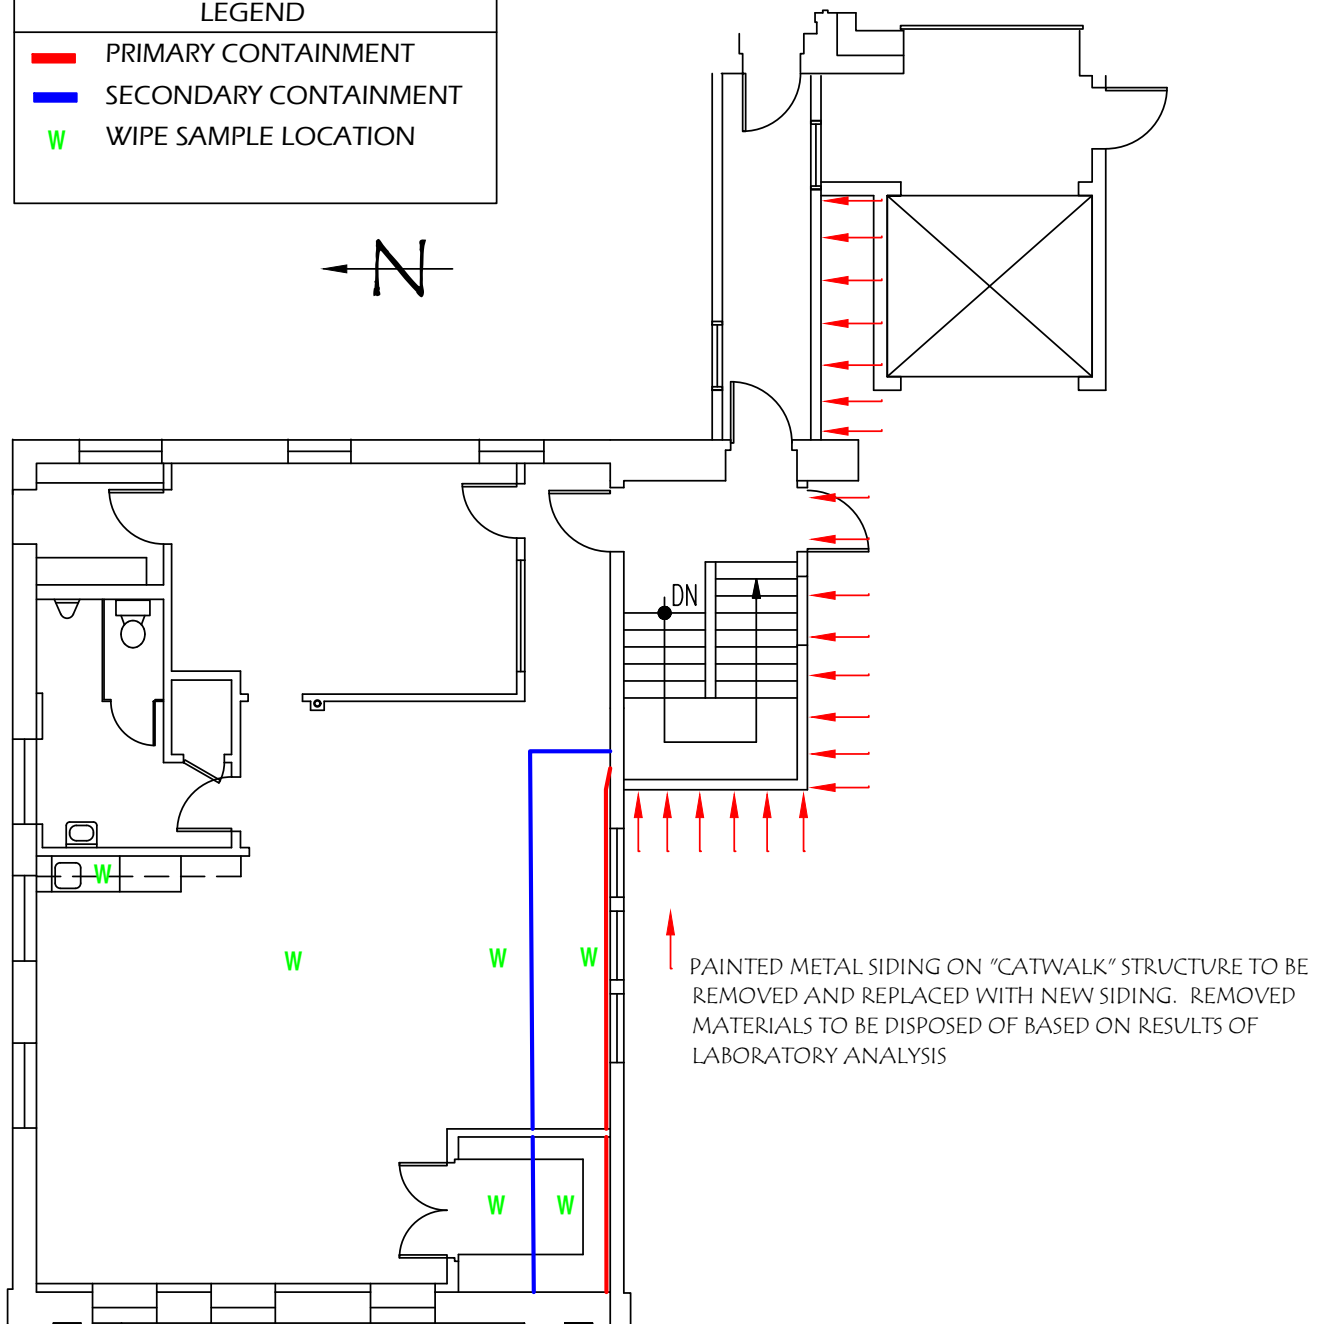 LEGEND
PRIMARY CONTAINMENT
SECONDARY CONTAINMENT
W WIPE SAMPLE LOCATION
N
DN
W
W W W
PAINTED METAL SIDING ON "CATWALK" STRUCTURE TO BE
REMOVED AND REPLACED WITH NEW SIDING. REMOVED
MATERIALS TO BE DISPOSED OF BASED ON RESULTS OF
LABORATORY ANALYSIS
W W